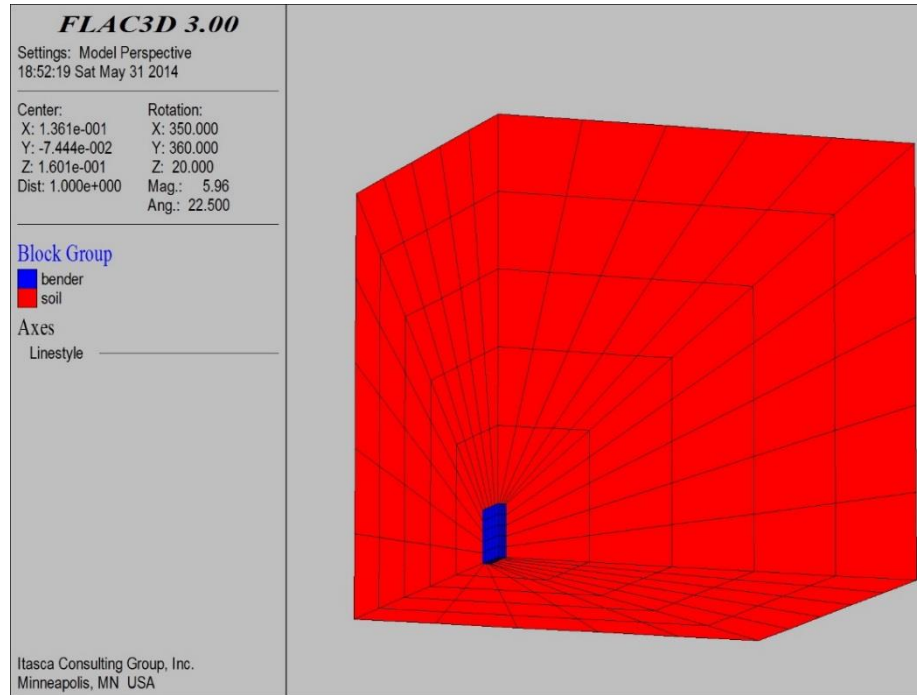 FLAC3D 3.00
Settings: Model Perspective
18:52:19 Sat May 31 2014
Center:
X: 1.361e-001
Y: -7.444e-002
Z: 1.601e-001
Dist: 1.000e+000
Rotation:
X: 350.000
Y: 360.000
Z: 20.000
Mag.: 5.96
Ang.: 22.500
Block Group
bender
soil
Axes
Linestyle
Itasca Consulting Group, Inc.
Minneapolis, MN USA